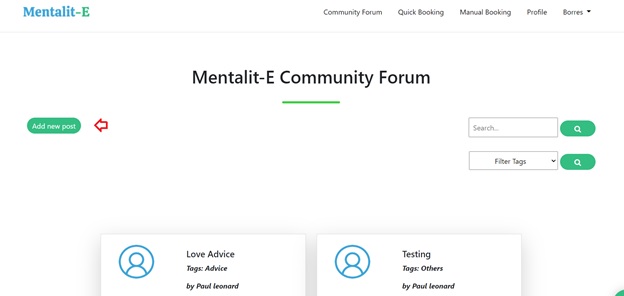 Mentalit-E
Community Forum Quick Booking Manual Booking Profile Borres
Mentalit-E Community Forum
Add new post
Search...
Filter Tags
Love Advice
Tags: Advice
by Paul leonard
Testing
Tags: Others
by Paul leonard